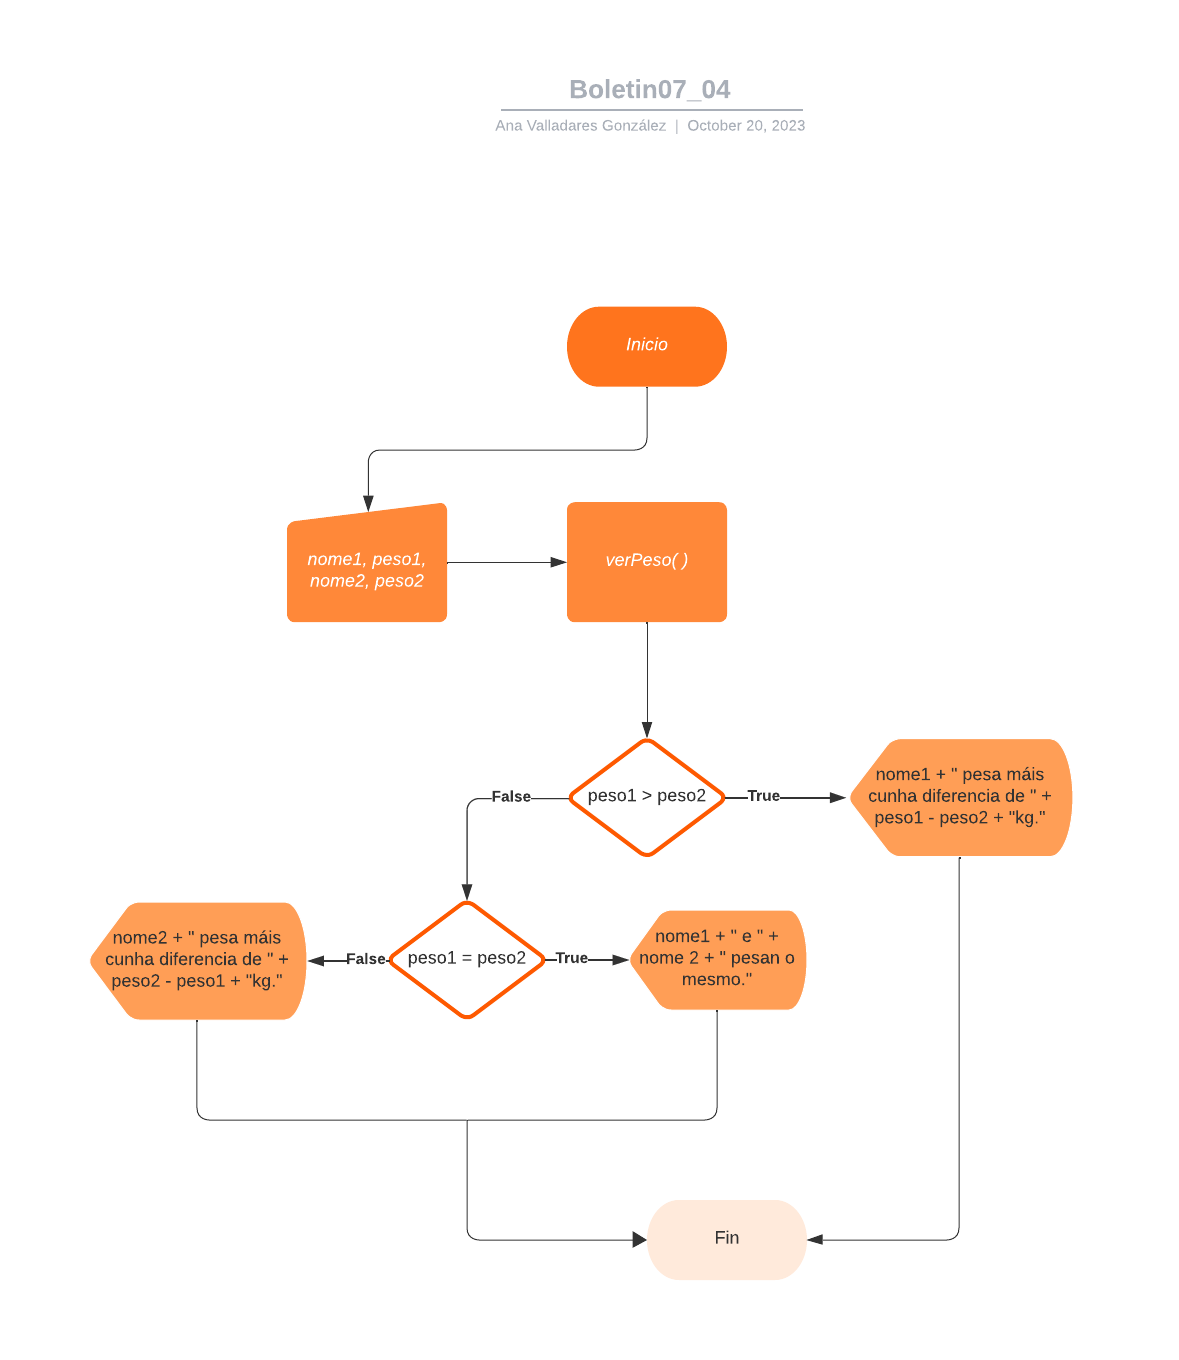 Boletin07_04
Ana Valladares González | October 20, 2023
Inicio
nome1, peso1,
nome2, peso2
verPeso( )
peso1 > peso2
False
True
nome1 + " pesa máis
cunha diferencia de " +
peso1 - peso2 + "kg."
peso1 = peso2
False
True
nome2 + " pesa máis
cunha diferencia de " +
peso2 - peso1 + "kg."
nome1 + " e " +
nome 2 + " pesan o
mesmo."
Fin